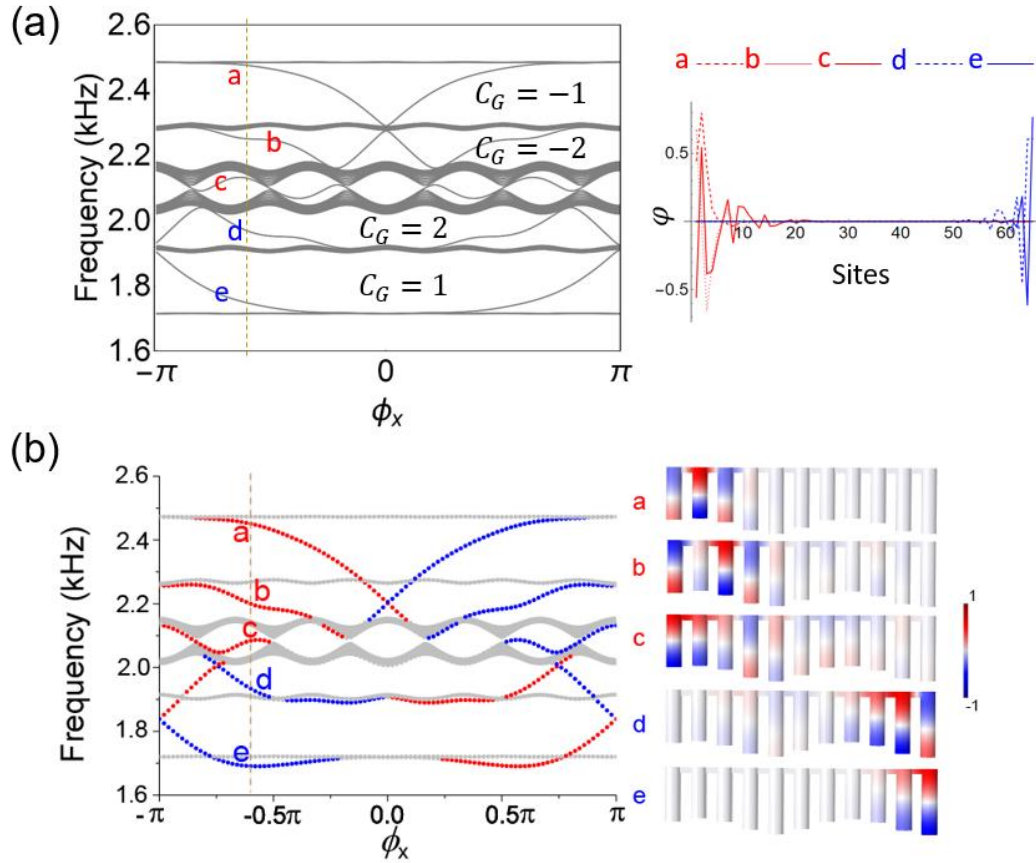 (a)
Frequency (kHz)
2.6
2.4
2.2
2.0
1.8
1.6
a
b
c
d
e
C_G = −1
C_G = −2
C_G = 2
C_G = 1
−π
0
π
ϕ_x
a b c d e
φ
0.5
-0.5
10 20 30 40 50 60
Sites
(b)
Frequency (kHz)
2.6
2.4
2.2
2.0
1.8
1.6
a
b
c
d
e
-π -0.5π 0.0 0.5π π
ϕ_x
a
b
c
d
e
1
-1